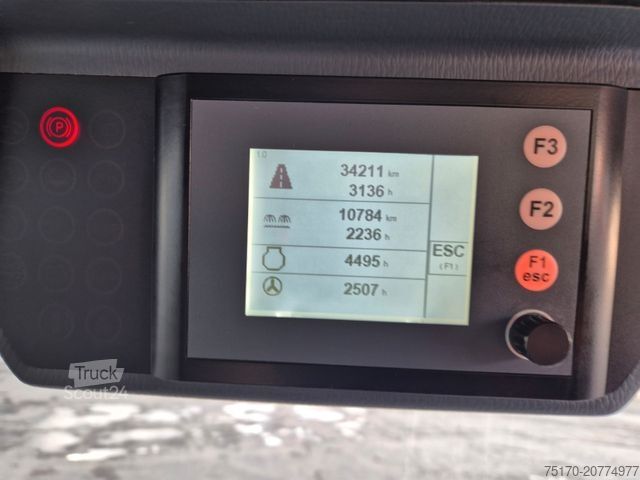 1.0
34211 km
3136 h
10784 km
2236 h
4495 h
2507 h
ESC
(F1)
F3
F2
F1
esc
P
Truck
Scout24
75170-20774977